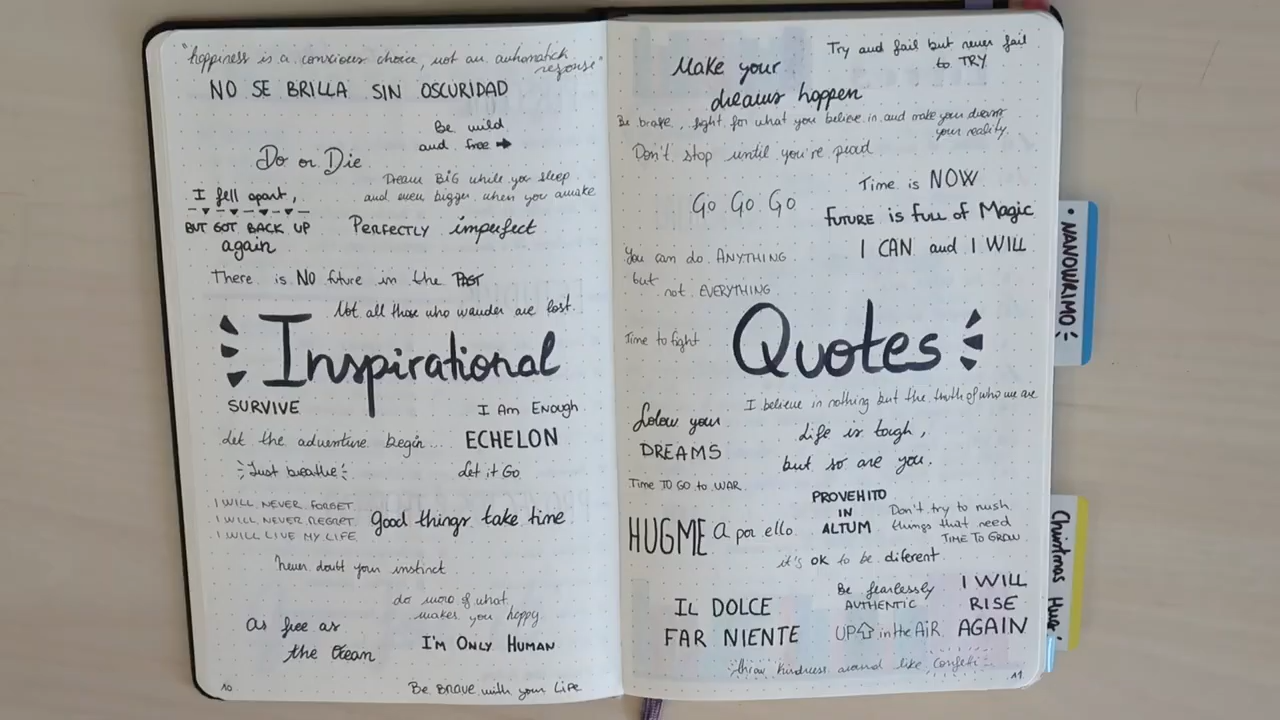 "happiness is a conscious choice, not an automatick
response"
NO SE BRILLA SIN OSCURIDAD
Be wild
and free
Do or Die
Dream BIG while you sleep
and even bigger when you awake
I fell apart,
BUT GOT BACK UP
again
Perfectly imperfect
There is NO future in the PAST
Not all those who wander are lost.
Inspirational
SURVIVE
I Am Enough
Let the adventure begin...
ECHELON
Just breathe
Let it Go
I WILL NEVER FORGET
I WILL NEVER REGRET
I WILL LIVE MY LIFE
good things take time
Never doubt your instinct
do more of what
makes you happy
As free as
the Ocean
I'm Only Human
Be Brave with your Life
10
Make your
dreams happen
Try and fail but never fail
to TRY
Be brave, fight for what you believe in and make your dreams
your reality.
Don't stop until you're proud
Time is NOW
Go Go Go
FUTURE is full of Magic
I CAN and I WILL
You can do ANYTHING
but
not EVERYTHING
Time to fight
Quotes
I believe in nothing but the truth of who we are
Folow your
DREAMS
Life is tough,
but so are you.
Time TO GO to WAR
PROVEHITO
IN
ALTUM
Don't try to rush
things that need
TIME TO GROW
HUG ME
A por ello
it's OK to be diferent
IL DOLCE
FAR NIENTE
Be fearlessly
AUTHENTIC
I WILL
RISE
AGAIN
UP in the AiR
throw kindness around like confeti
11
NANOWRIMO
Christmas